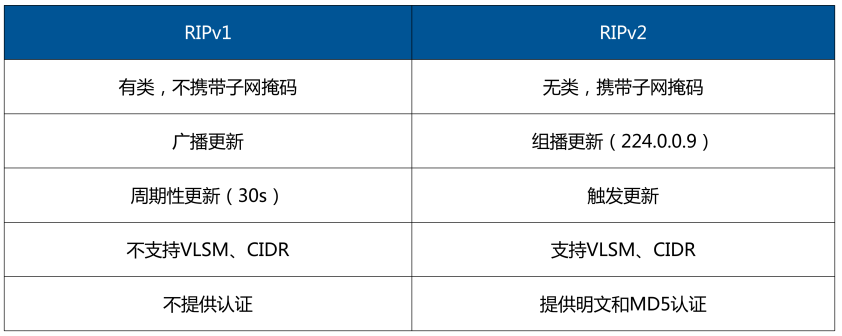 RIPv1 RIPv2
有类，不携带子网掩码 无类，携带子网掩码
广播更新 组播更新（224.0.0.9）
周期性更新（30s） 触发更新
不支持VLSM、CIDR 支持VLSM、CIDR
不提供认证 提供明文和MD5认证